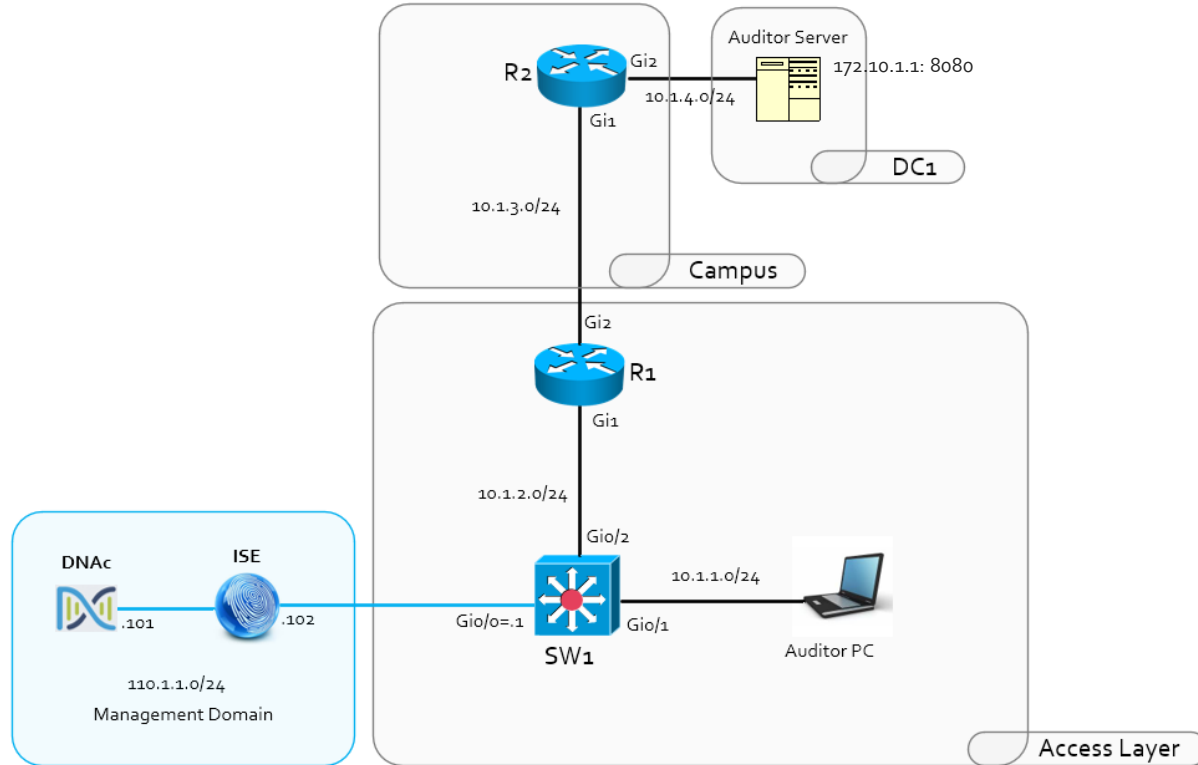 Auditor Server
R2
Gi2
172.10.1.1: 8080
10.1.4.0/24
Gi1
DC1
10.1.3.0/24
Campus
Gi2
R1
Gi1
10.1.2.0/24
Gi0/2
DNAc
ISE
10.1.1.0/24
.101
.102
Gi0/0=.1
Gi0/1
SW1
Auditor PC
110.1.1.0/24
Management Domain
Access Layer